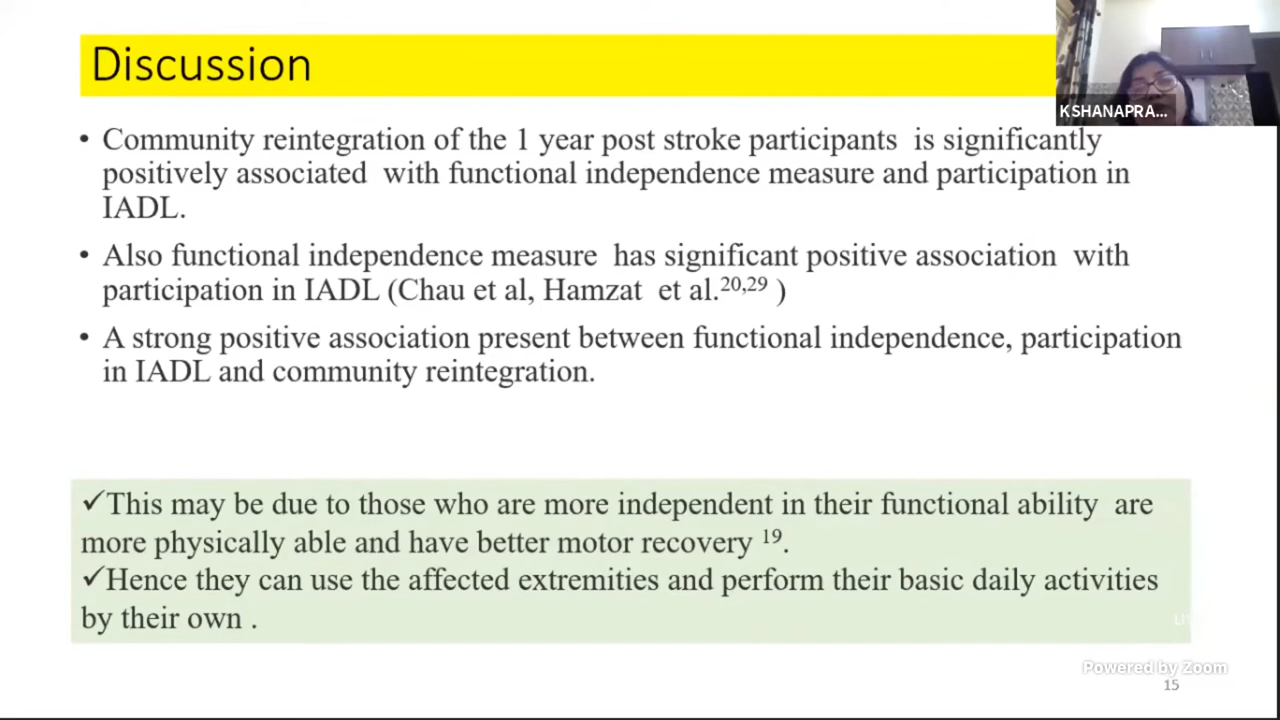 Discussion
KSHANAPRA...
• Community reintegration of the 1 year post stroke participants is significantly
positively associated with functional independence measure and participation in
IADL.
• Also functional independence measure has significant positive association with
participation in IADL (Chau et al, Hamzat et al.20,29 )
• A strong positive association present between functional independence, participation
in IADL and community reintegration.
✓This may be due to those who are more independent in their functional ability are
more physically able and have better motor recovery 19.
✓Hence they can use the affected extremities and perform their basic daily activities
by their own .
Powered by Zoom
15